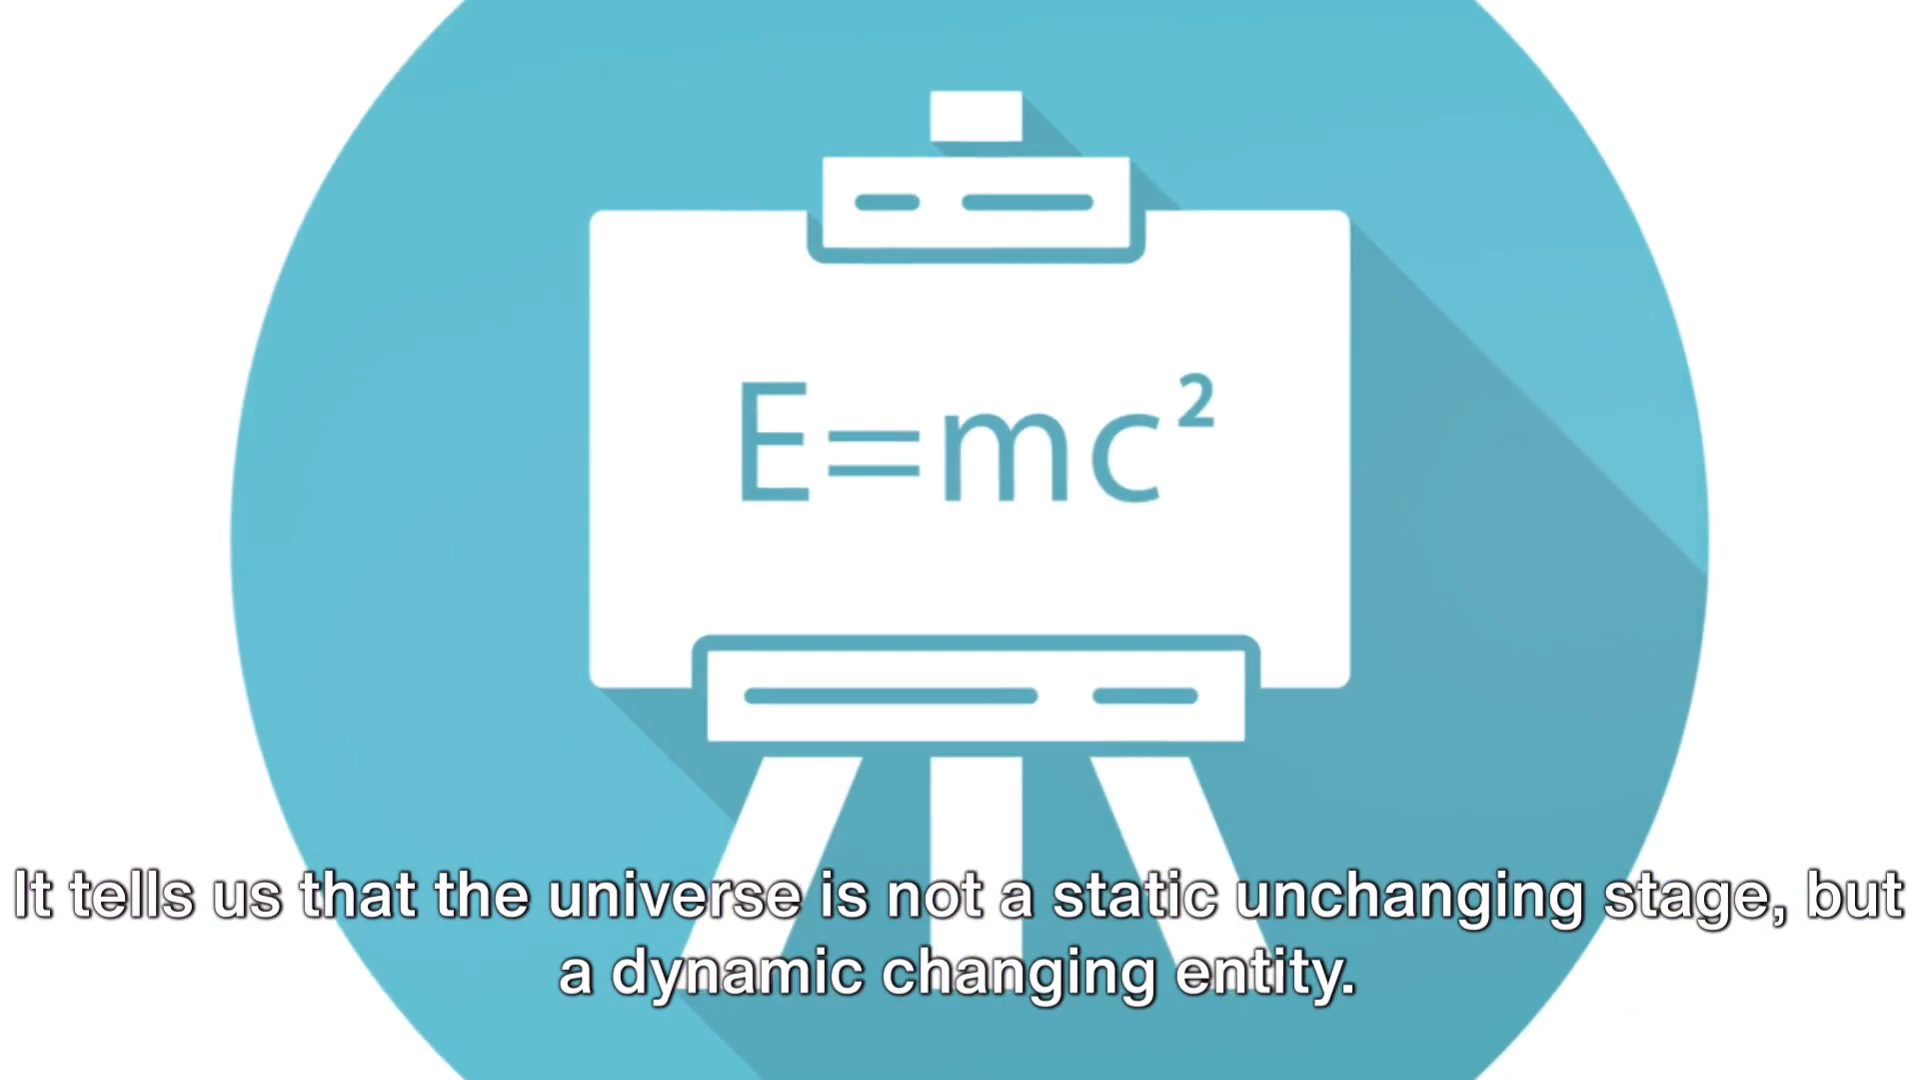 E=mc²
It tells us that the universe is not a static unchanging stage, but
a dynamic changing entity.